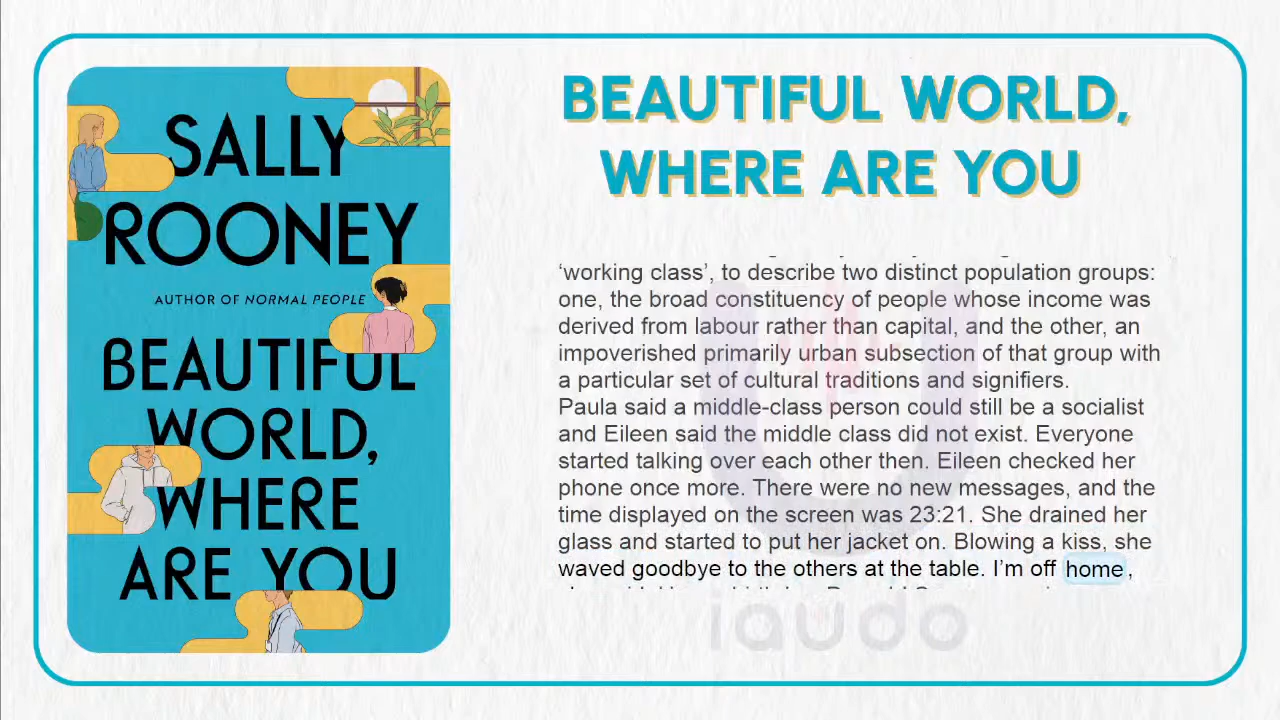 SALLY
ROONEY
AUTHOR OF NORMAL PEOPLE
BEAUTIFUL
WORLD,
WHERE
ARE YOU
BEAUTIFUL WORLD,
WHERE ARE YOU
‘working class’, to describe two distinct population groups:
one, the broad constituency of people whose income was
derived from labour rather than capital, and the other, an
impoverished primarily urban subsection of that group with
a particular set of cultural traditions and signifiers.
Paula said a middle-class person could still be a socialist
and Eileen said the middle class did not exist. Everyone
started talking over each other then. Eileen checked her
phone once more. There were no new messages, and the
time displayed on the screen was 23:21. She drained her
glass and started to put her jacket on. Blowing a kiss, she
waved goodbye to the others at the table. I’m off home,
iaudo